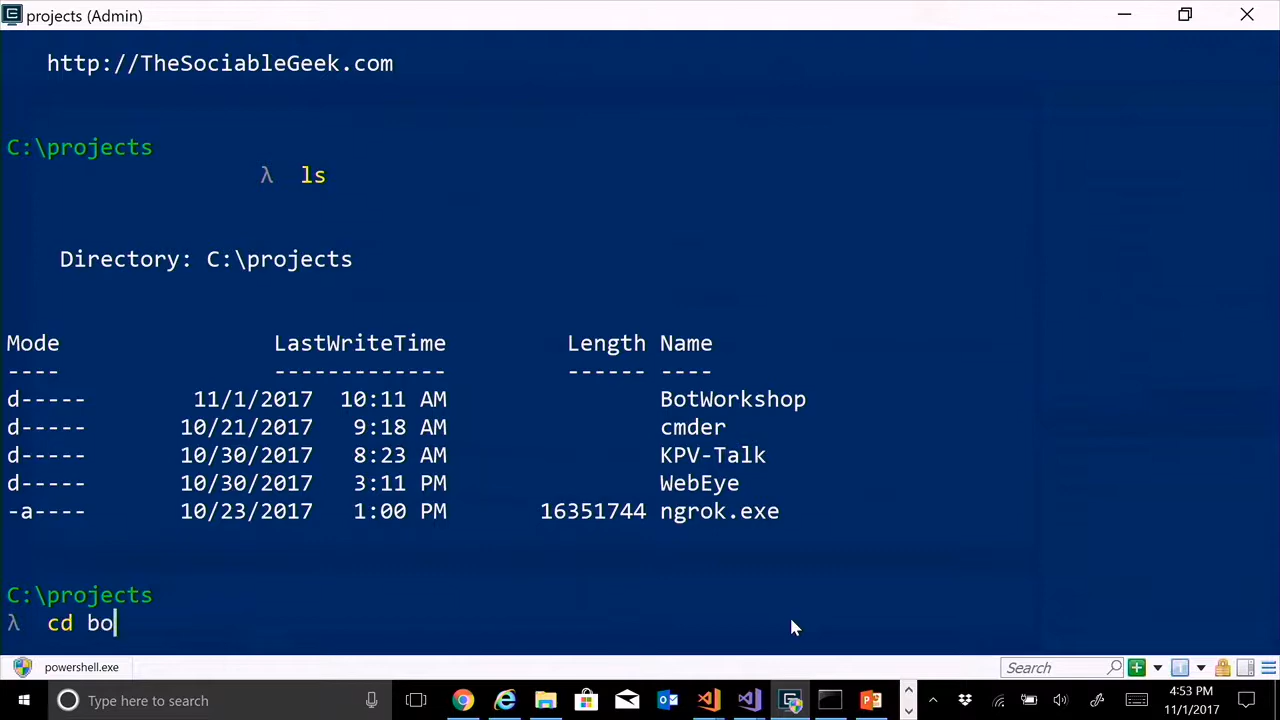 projects (Admin)
http://TheSociableGeek.com
C:\projects
λ ls
Directory: C:\projects
Mode LastWriteTime Length Name
---- ------------- ------ ----
d----- 11/1/2017 10:11 AM BotWorkshop
d----- 10/21/2017 9:18 AM cmder
d----- 10/30/2017 8:23 AM KPV-Talk
d----- 10/30/2017 3:11 PM WebEye
-a---- 10/23/2017 1:00 PM 16351744 ngrok.exe
C:\projects
λ cd bo
powershell.exe
Search
Type here to search
4:53 PM
11/1/2017